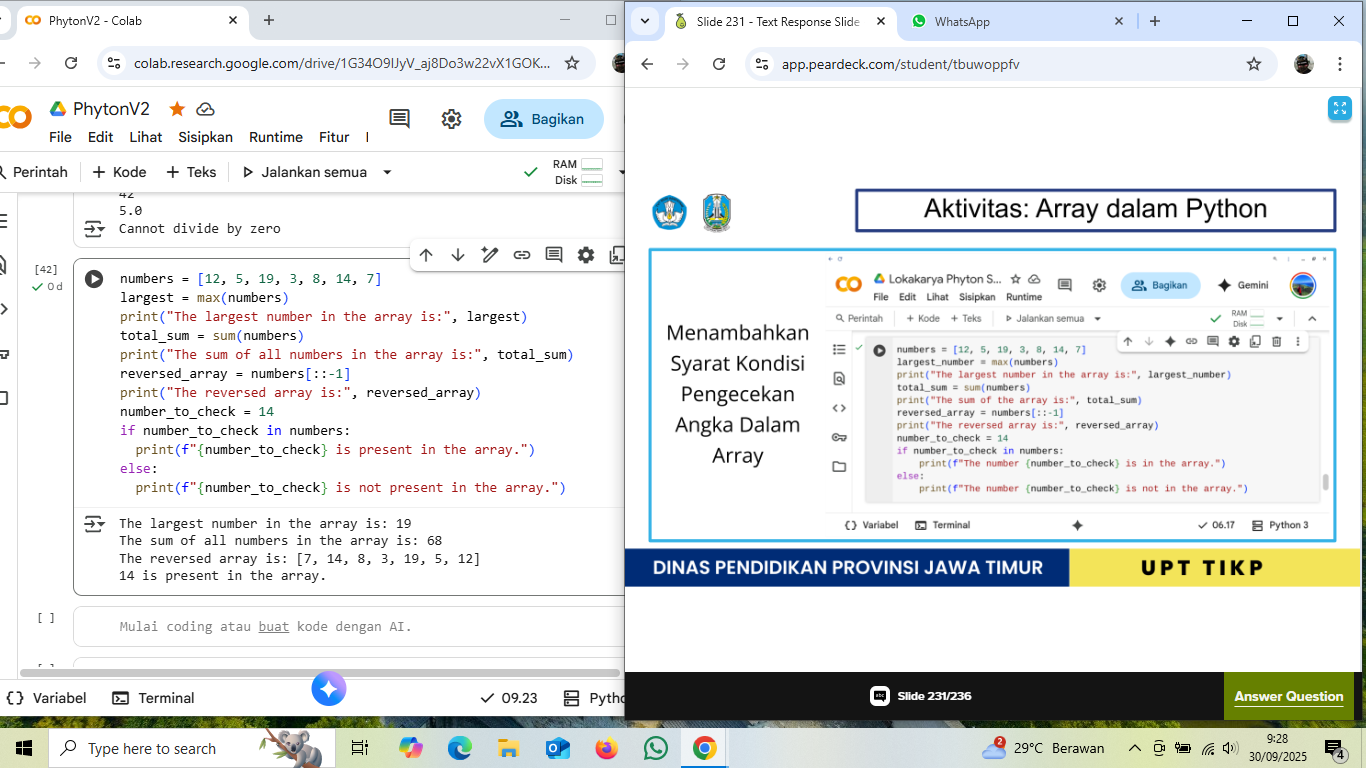 PhytonV2 - Colab
colab.research.google.com/drive/1G34O9IJyV_aj8Do3w22vX1GOK...
PhytonV2
File Edit Lihat Sisipkan Runtime Fitur
Bagikan
Perintah + Kode + Teks Jalankan semua
RAM
Disk
42
5.0
Cannot divide by zero
[42]
0 d
numbers = [12, 5, 19, 3, 8, 14, 7]
largest = max(numbers)
print("The largest number in the array is:", largest)
total_sum = sum(numbers)
print("The sum of all numbers in the array is:", total_sum)
reversed_array = numbers[::-1]
print("The reversed array is:", reversed_array)
number_to_check = 14
if number_to_check in numbers:
  print(f"{number_to_check} is present in the array.")
else:
  print(f"{number_to_check} is not present in the array.")
The largest number in the array is: 19
The sum of all numbers in the array is: 68
The reversed array is: [7, 14, 8, 3, 19, 5, 12]
14 is present in the array.
[ ]
Mulai coding atau buat kode dengan AI.
Variabel Terminal 09.23
Slide 231 - Text Response Slide
WhatsApp
app.peardeck.com/student/tbuwoppfv
Aktivitas: Array dalam Python
Menambahkan
Syarat Kondisi
Pengecekan
Angka Dalam
Array
Lokakarya Phyton S...
File Edit Lihat Sisipkan Runtime
Bagikan
Gemini
Perintah + Kode + Teks Jalankan semua
RAM
Disk
numbers = [12, 5, 19, 3, 8, 14, 7]
largest_number = max(numbers)
print("The largest number in the array is:", largest_number)
total_sum = sum(numbers)
print("The sum of the array is:", total_sum)
reversed_array = numbers[::-1]
print("The reversed array is:", reversed_array)
number_to_check = 14
if number_to_check in numbers:
    print(f"The number {number_to_check} is in the array.")
else:
    print(f"The number {number_to_check} is not in the array.")
Variabel Terminal 06.17 Python 3
DINAS PENDIDIKAN PROVINSI JAWA TIMUR
UPT TIKP
Slide 231/236
Answer Question
Type here to search
2
29°C Berawan
9:28
30/09/2025
4